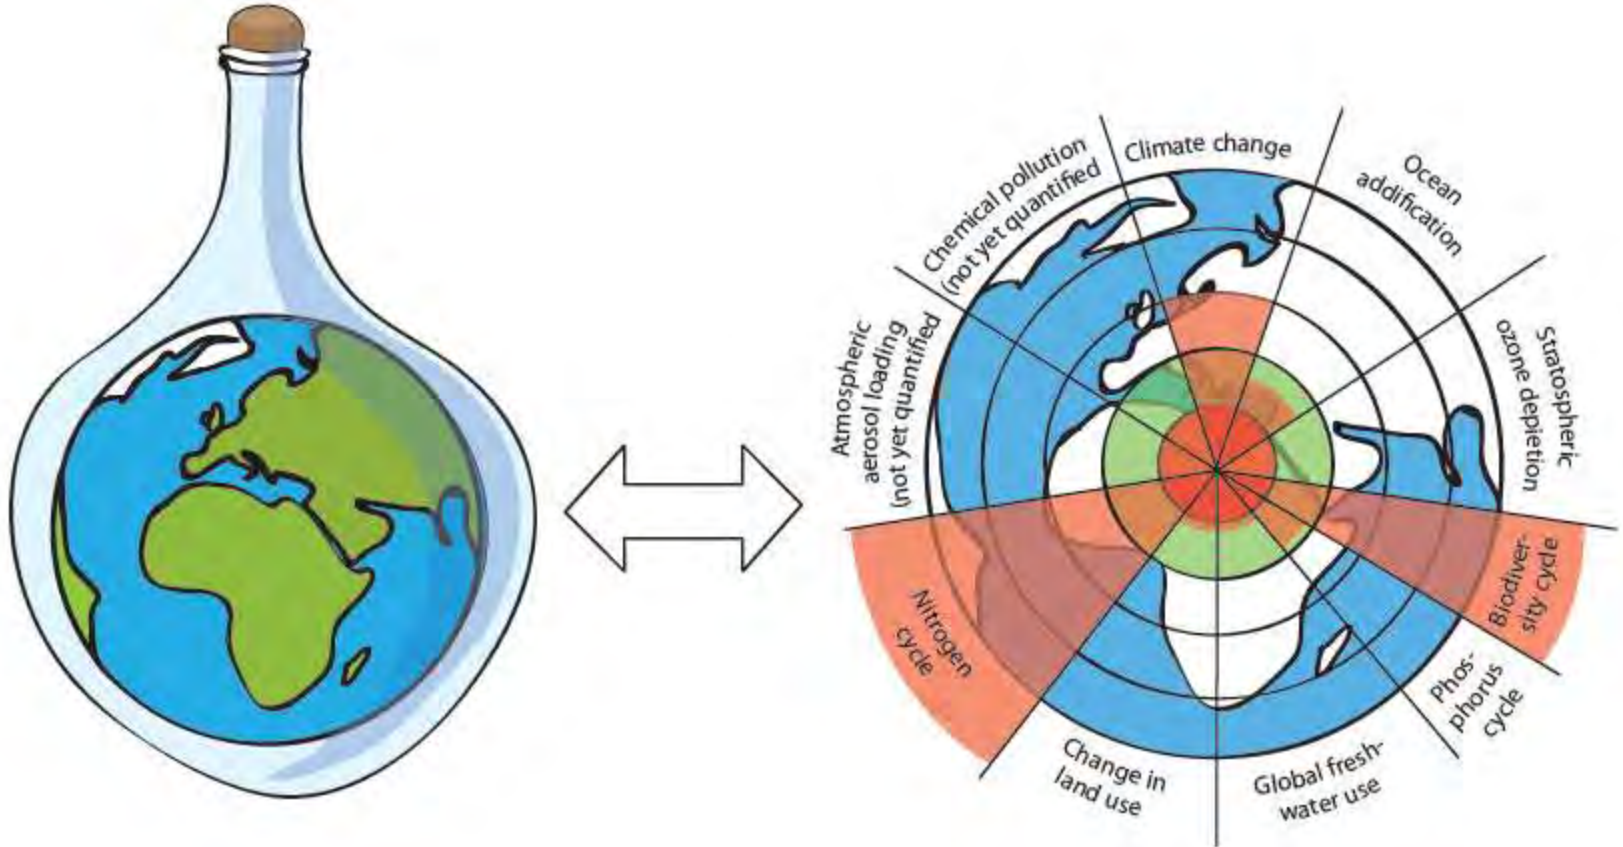 Climate change
Ocean
addification
Stratospheric
ozone depletion
Biodiver-
sity cycle
Phos-
phorus
cycle
Global fresh-
water use
Change in
land use
Nitrogen
cycle
Atmospheric
aerosol loading
(not yet quantified
Chemical pollution
(not yet quantified